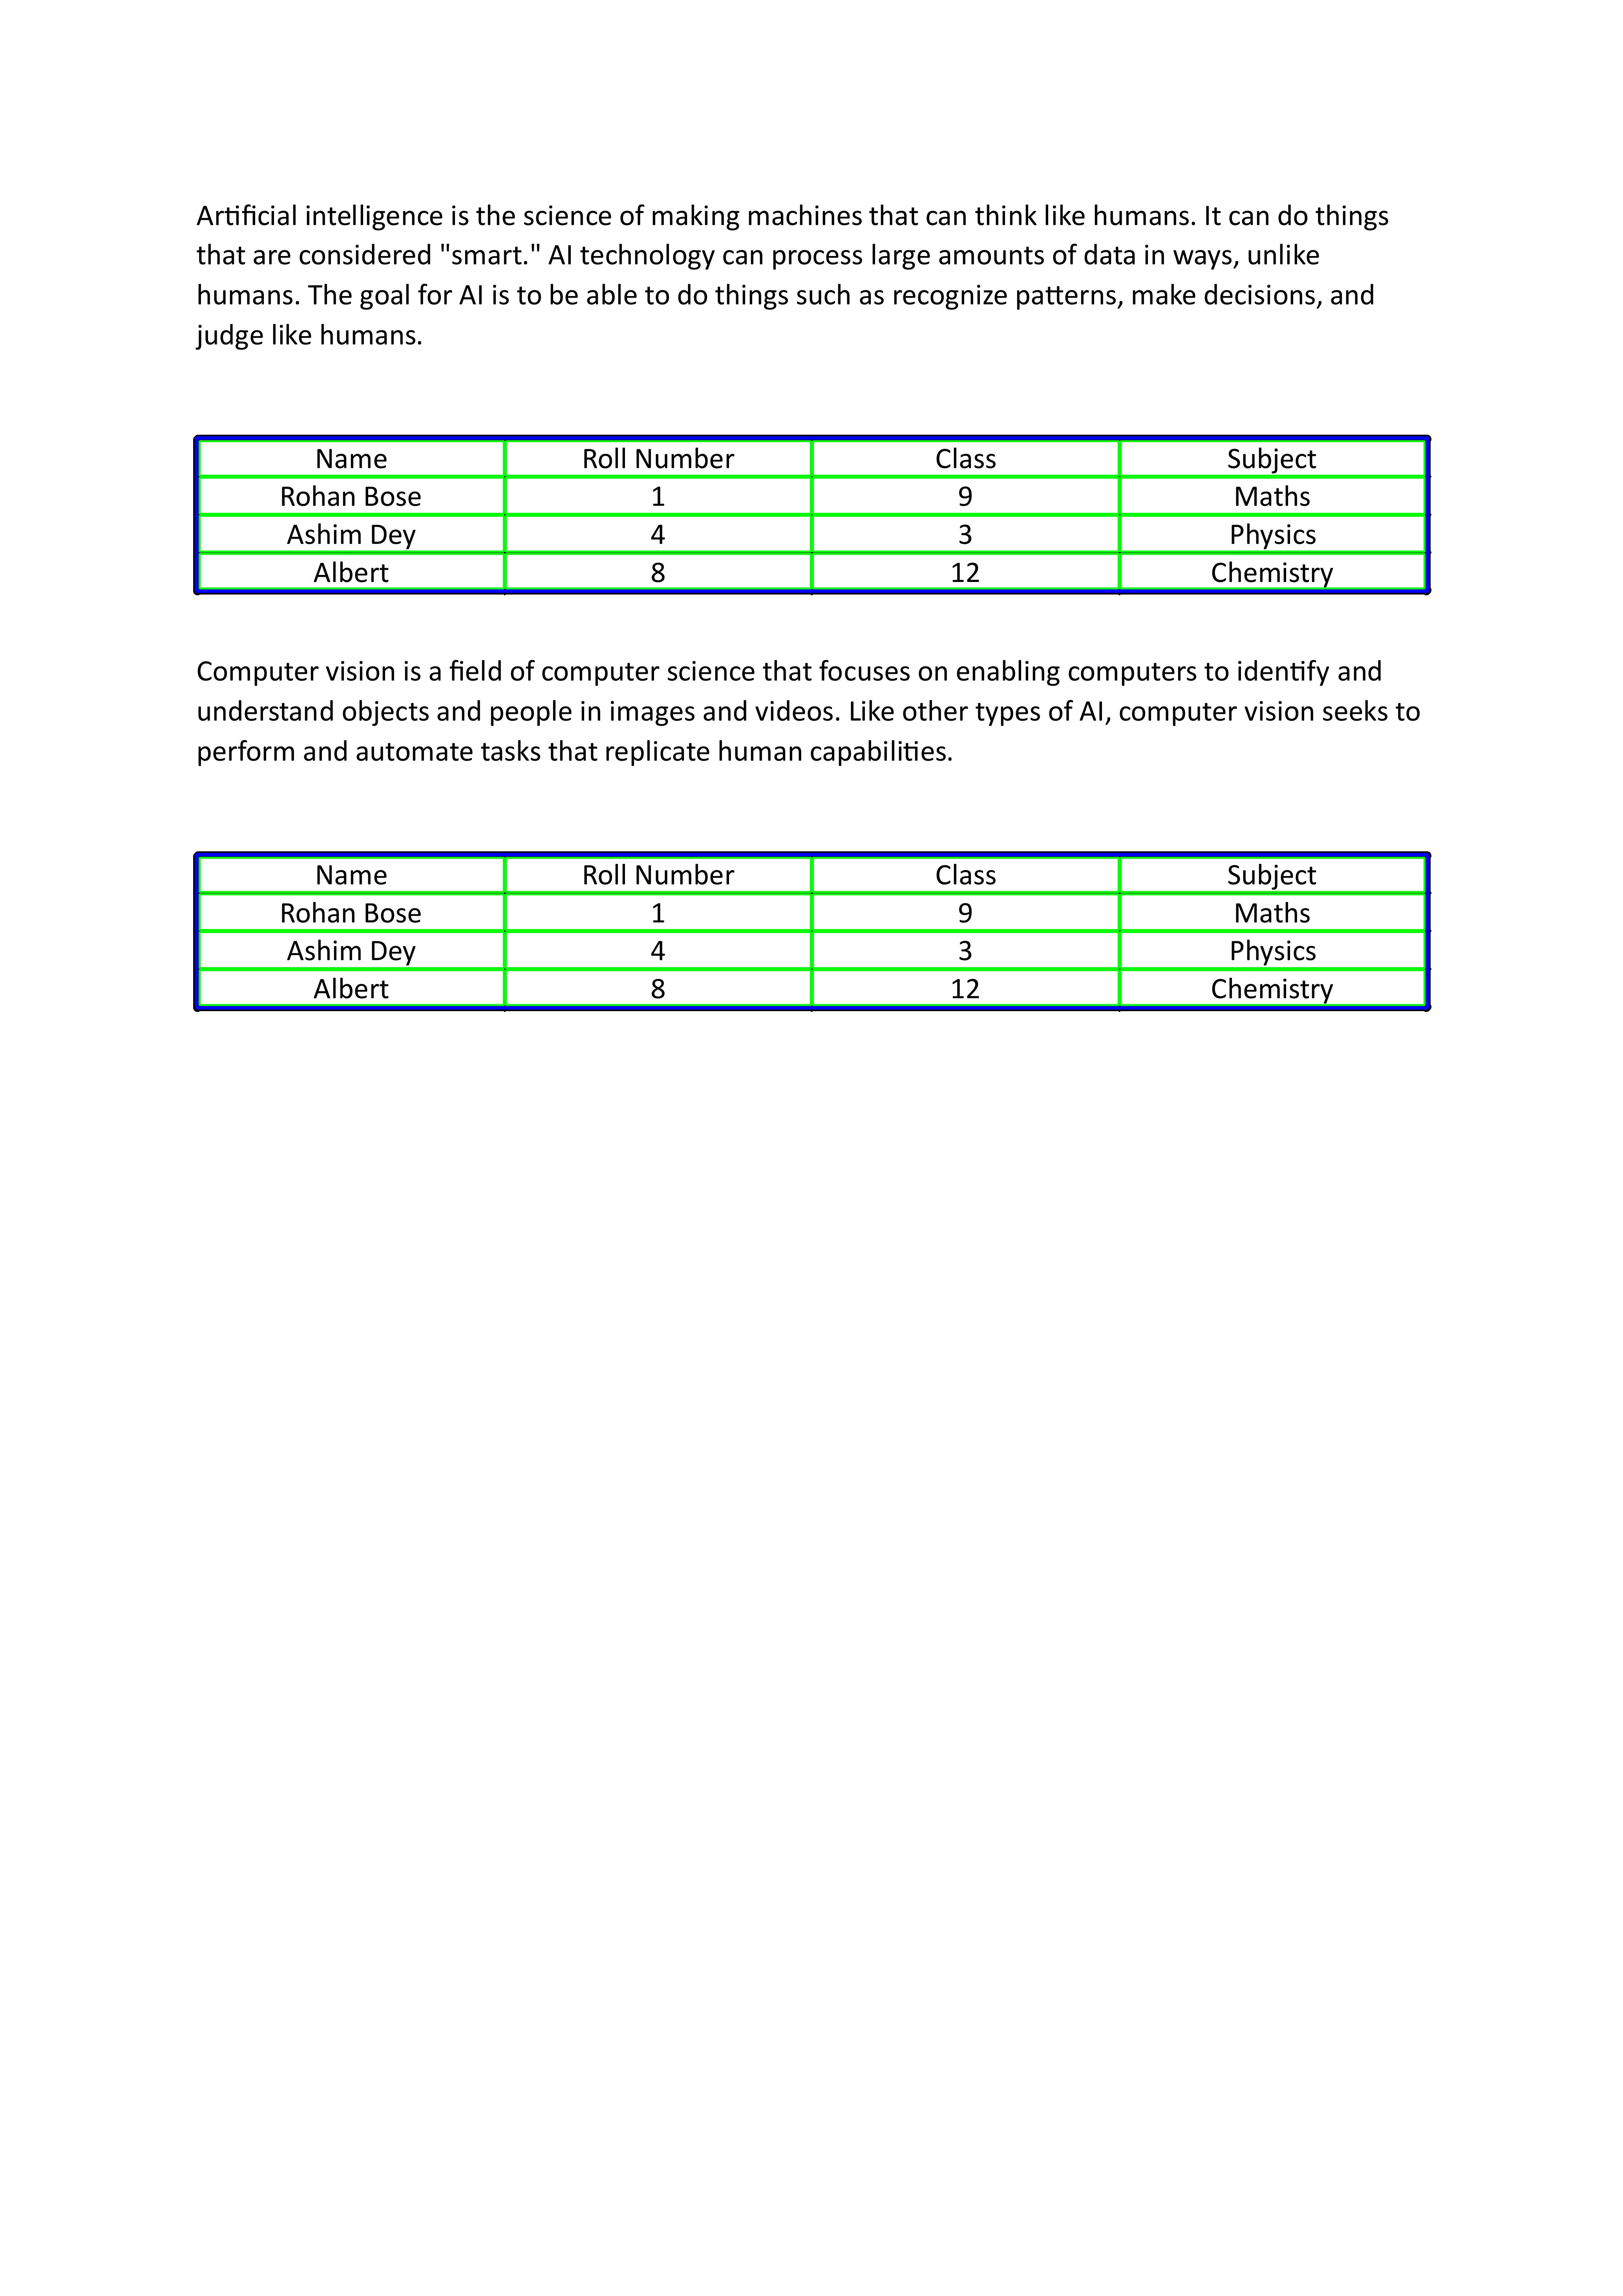 Artificial intelligence is the science of making machines that can think like humans. It can do things
that are considered "smart." AI technology can process large amounts of data in ways, unlike
humans. The goal for AI is to be able to do things such as recognize patterns, make decisions, and
judge like humans.
Name Roll Number Class Subject
Rohan Bose 1 9 Maths
Ashim Dey 4 3 Physics
Albert 8 12 Chemistry
Computer vision is a field of computer science that focuses on enabling computers to identify and
understand objects and people in images and videos. Like other types of AI, computer vision seeks to
perform and automate tasks that replicate human capabilities.
Name Roll Number Class Subject
Rohan Bose 1 9 Maths
Ashim Dey 4 3 Physics
Albert 8 12 Chemistry